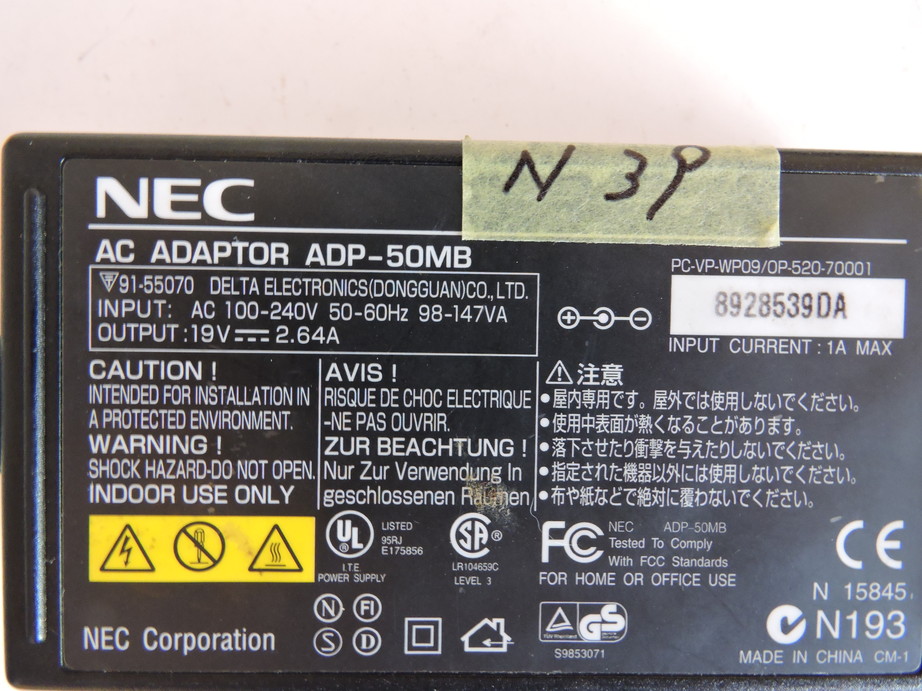 N 39
NEC
AC ADAPTOR ADP-50MB
91-55070 DELTA ELECTRONICS(DONGGUAN)CO.,LTD.
INPUT: AC 100-240V 50-60Hz 98-147VA
OUTPUT:19V 2.64A
PC-VP-WP09/OP-520-70001
8928539DA
INPUT CURRENT:1A MAX
CAUTION !
INTENDED FOR INSTALLATION IN
A PROTECTED ENVIRONMENT.
WARNING !
SHOCK HAZARD-DO NOT OPEN.
INDOOR USE ONLY
AVIS !
RISQUE DE CHOC ELECTRIQUE
-NE PAS OUVRIR.
ZUR BEACHTUNG !
Nur Zur Verwendung In
geschlossenen Räumen
注意
●屋内専用です。屋外では使用しないでください。
●使用中表面が熱くなることがあります。
●落下させたり衝撃を与えたりしないでください。
●指定された機器以外には使用しないでください。
●布や紙などで絶対に覆わないでください。
UL
LISTED
95RJ
E175856
I.T.E.
POWER SUPPLY
SA
LR104659C
LEVEL 3
FC
NEC ADP-50MB
Tested To Comply
With FCC Standards
FOR HOME OR OFFICE USE
CE
N 15845
N193
MADE IN CHINA CM-1
NEC Corporation
N FI
S D
TÜV Rheinland
GS
S9853071